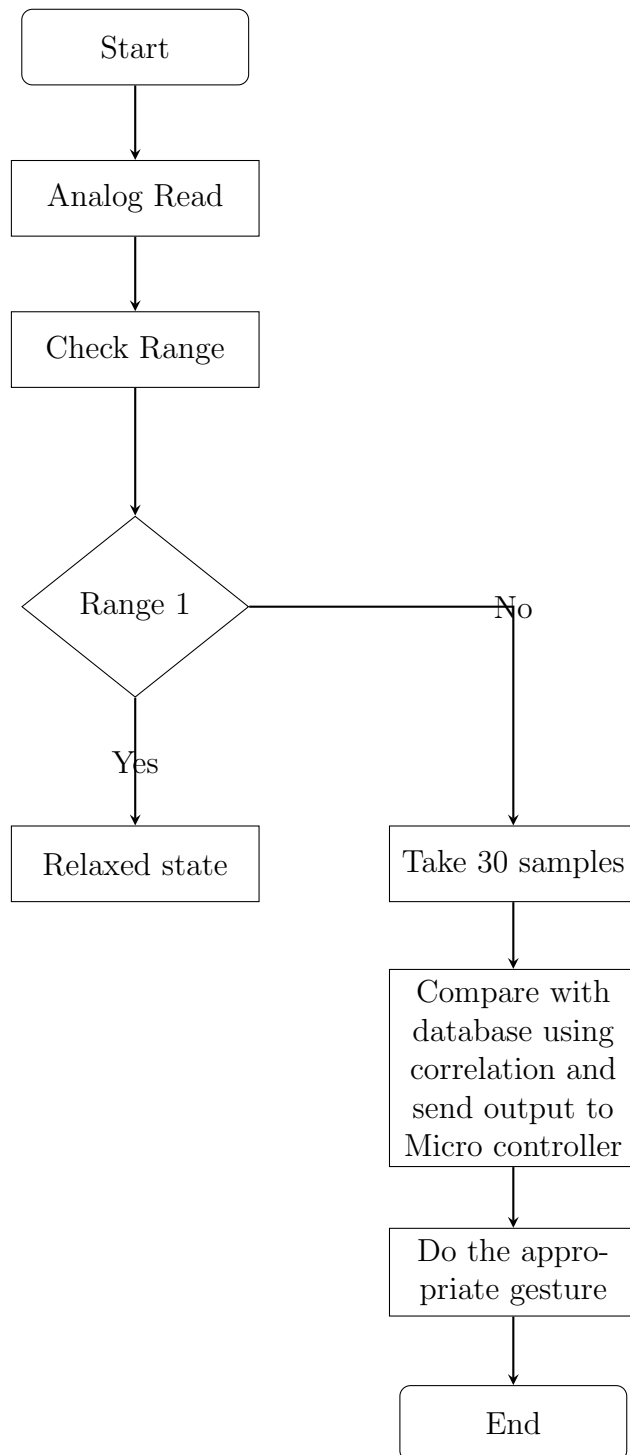 Start
Analog Read
Check Range
Range 1
No
Yes
Relaxed state
Take 30 samples
Compare with
database using
correlation and
send output to
Micro controller
Do the appro-
priate gesture
End